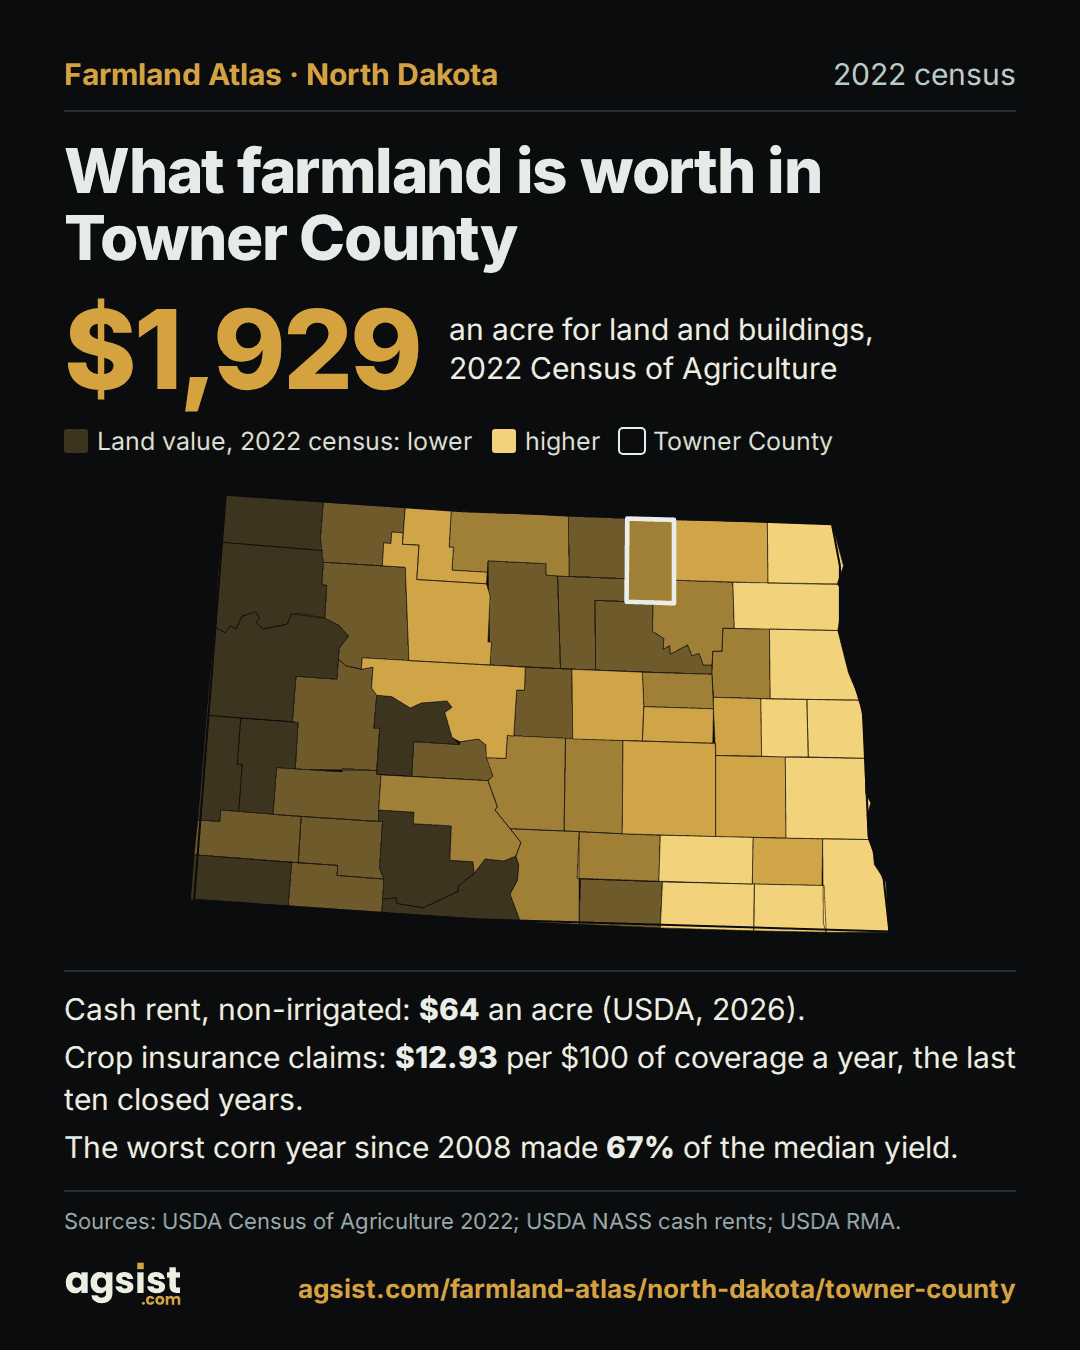 Farmland Atlas · North Dakota
2022 census
What farmland is worth in
Towner County
$1,929
an acre for land and buildings,
2022 Census of Agriculture
Land value, 2022 census: lower
higher
Towner County
Cash rent, non-irrigated: $64 an acre (USDA, 2026).
Crop insurance claims: $12.93 per $100 of coverage a year, the last
ten closed years.
The worst corn year since 2008 made 67% of the median yield.
Sources: USDA Census of Agriculture 2022; USDA NASS cash rents; USDA RMA.
agsist
.com
agsist.com/farmland-atlas/north-dakota/towner-county